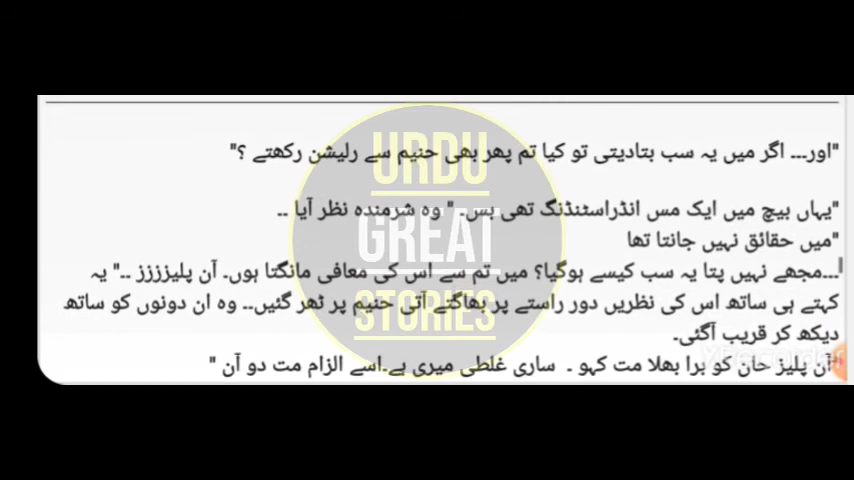 "اور... اگر میں یہ سب بتادیتی تو کیا تم پھر بھی حنیم سے رلیشن رکھتے ؟"
"یہاں بیچ میں ایک مس انڈراسٹنڈنگ تھی بس۔ " وہ شرمندہ نظر آیا ۔۔
"میں حقائق نہیں جانتا تھا
...مجھے نہیں پتا یہ سب کیسے ہوگیا؟ میں تم سے اس کی معافی مانگتا ہوں۔ آن پلیزززز ۔۔" یہ
کہتے ہی ساتھ اس کی نظریں دور راستے پر بھاگتے آتی حنیم پر ٹھر گئیں۔۔ وہ ان دونوں کو ساتھ
دیکھ کر قریب آگئی۔
"آن پلیز خان کو برا بھلا مت کہو ۔ ساری غلطی میری ہے۔اسے الزام مت دو آن "
URDU
GREAT
STORIES
XRecorder